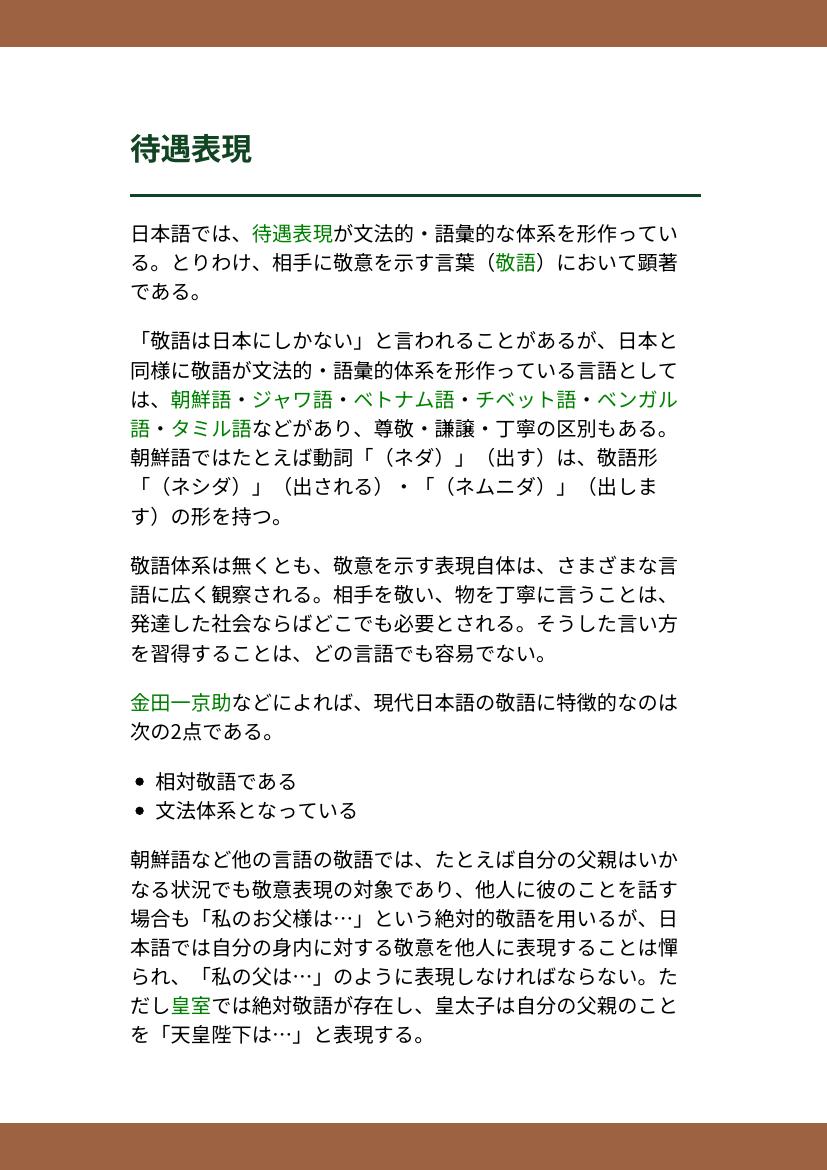 待遇表現
日本語では、待遇表現が文法的・語彙的な体系を形作ってい
る。とりわけ、相手に敬意を示す言葉（敬語）において顕著
である。
「敬語は日本にしかない」と言われることがあるが、日本と
同様に敬語が文法的・語彙的体系を形作っている言語として
は、朝鮮語・ジャワ語・ベトナム語・チベット語・ベンガル
語・タミル語などがあり、尊敬・謙譲・丁寧の区別もある。
朝鮮語ではたとえば動詞「（ネダ）」（出す）は、敬語形
「（ネシダ）」（出される）・「（ネムニダ）」（出しま
す）の形を持つ。
敬語体系は無くとも、敬意を示す表現自体は、さまざまな言
語に広く観察される。相手を敬い、物を丁寧に言うことは、
発達した社会ならばどこでも必要とされる。そうした言い方
を習得することは、どの言語でも容易でない。
金田一京助などによれば、現代日本語の敬語に特徴的なのは
次の2点である。
• 相対敬語である
• 文法体系となっている
朝鮮語など他の言語の敬語では、たとえば自分の父親はいか
なる状況でも敬意表現の対象であり、他人に彼のことを話す
場合も「私のお父様は…」という絶対的敬語を用いるが、日
本語では自分の身内に対する敬意を他人に表現することは憚
られ、「私の父は…」のように表現しなければならない。た
だし皇室では絶対敬語が存在し、皇太子は自分の父親のこと
を「天皇陛下は…」と表現する。